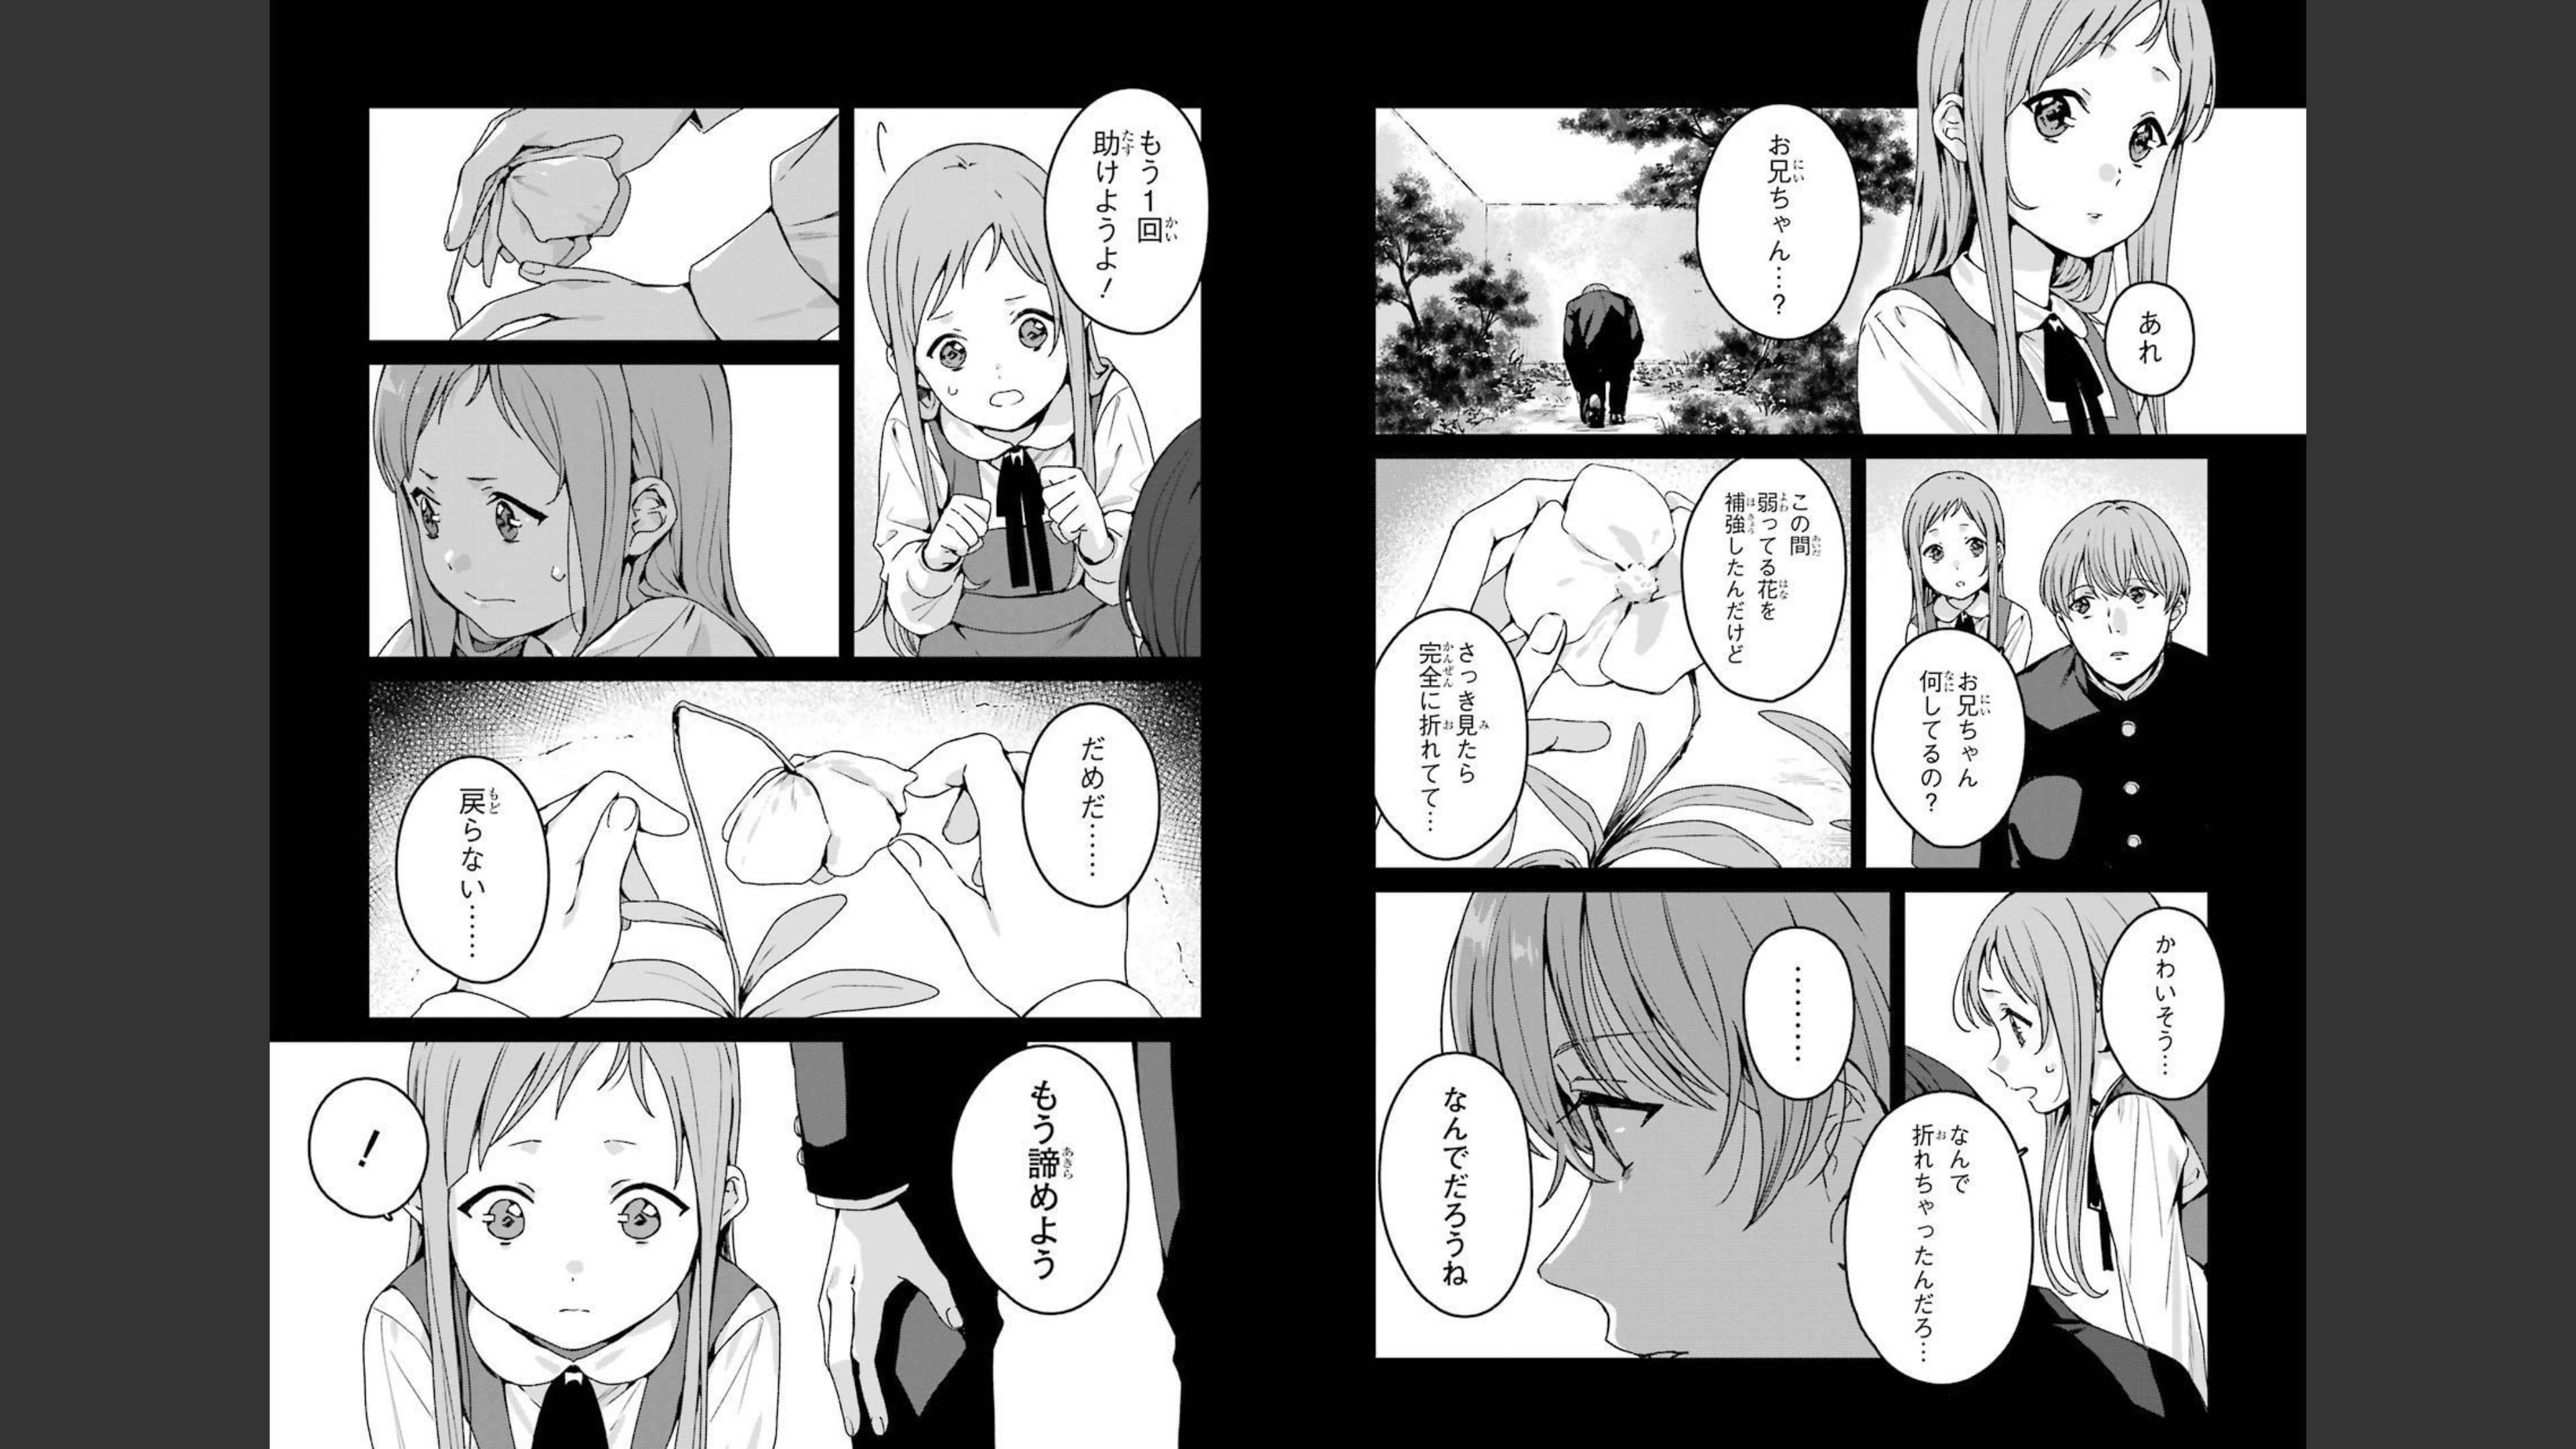 あれ
お兄ちゃん…？
お兄ちゃん
何してるの？
この間
弱ってる花を
補強したんだけど
さっき見たら
完全に折れてて…
かわいそう…
なんで
折れちゃったんだろ…
………
なんでだろうね
もう1回
助けようよ！
だめだ……
戻らない……
もう諦めよう
！